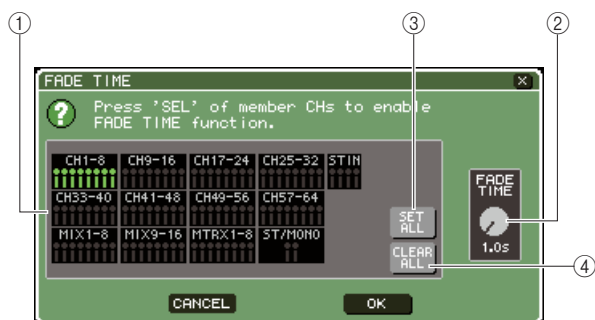 ① ③ ②
FADE TIME
Press 'SEL' of member CHs to enable
FADE TIME function.
?
CH1-8 CH9-16 CH17-24 CH25-32 STIN
CH33-40 CH41-48 CH49-56 CH57-64
MIX1-8 MIX9-16 MTRX1-8 ST/MONO
SET
ALL
CLEAR
ALL
FADE
TIME
1.0s
④
CANCEL OK